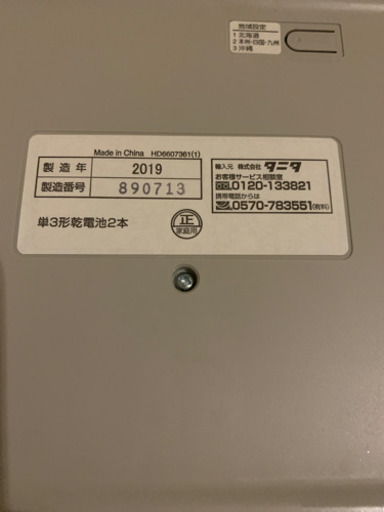 地域設定
1 北海道
2 本州・四国・九州
3 沖縄
Made in China HD6607361(1)
製造年 2019
製造番号 890713
単3形乾電池2本
正
家庭用
輸入元 株式会社タニタ
お客様サービス相談室
0120-133821
携帯電話からは
0570-783551(有料)